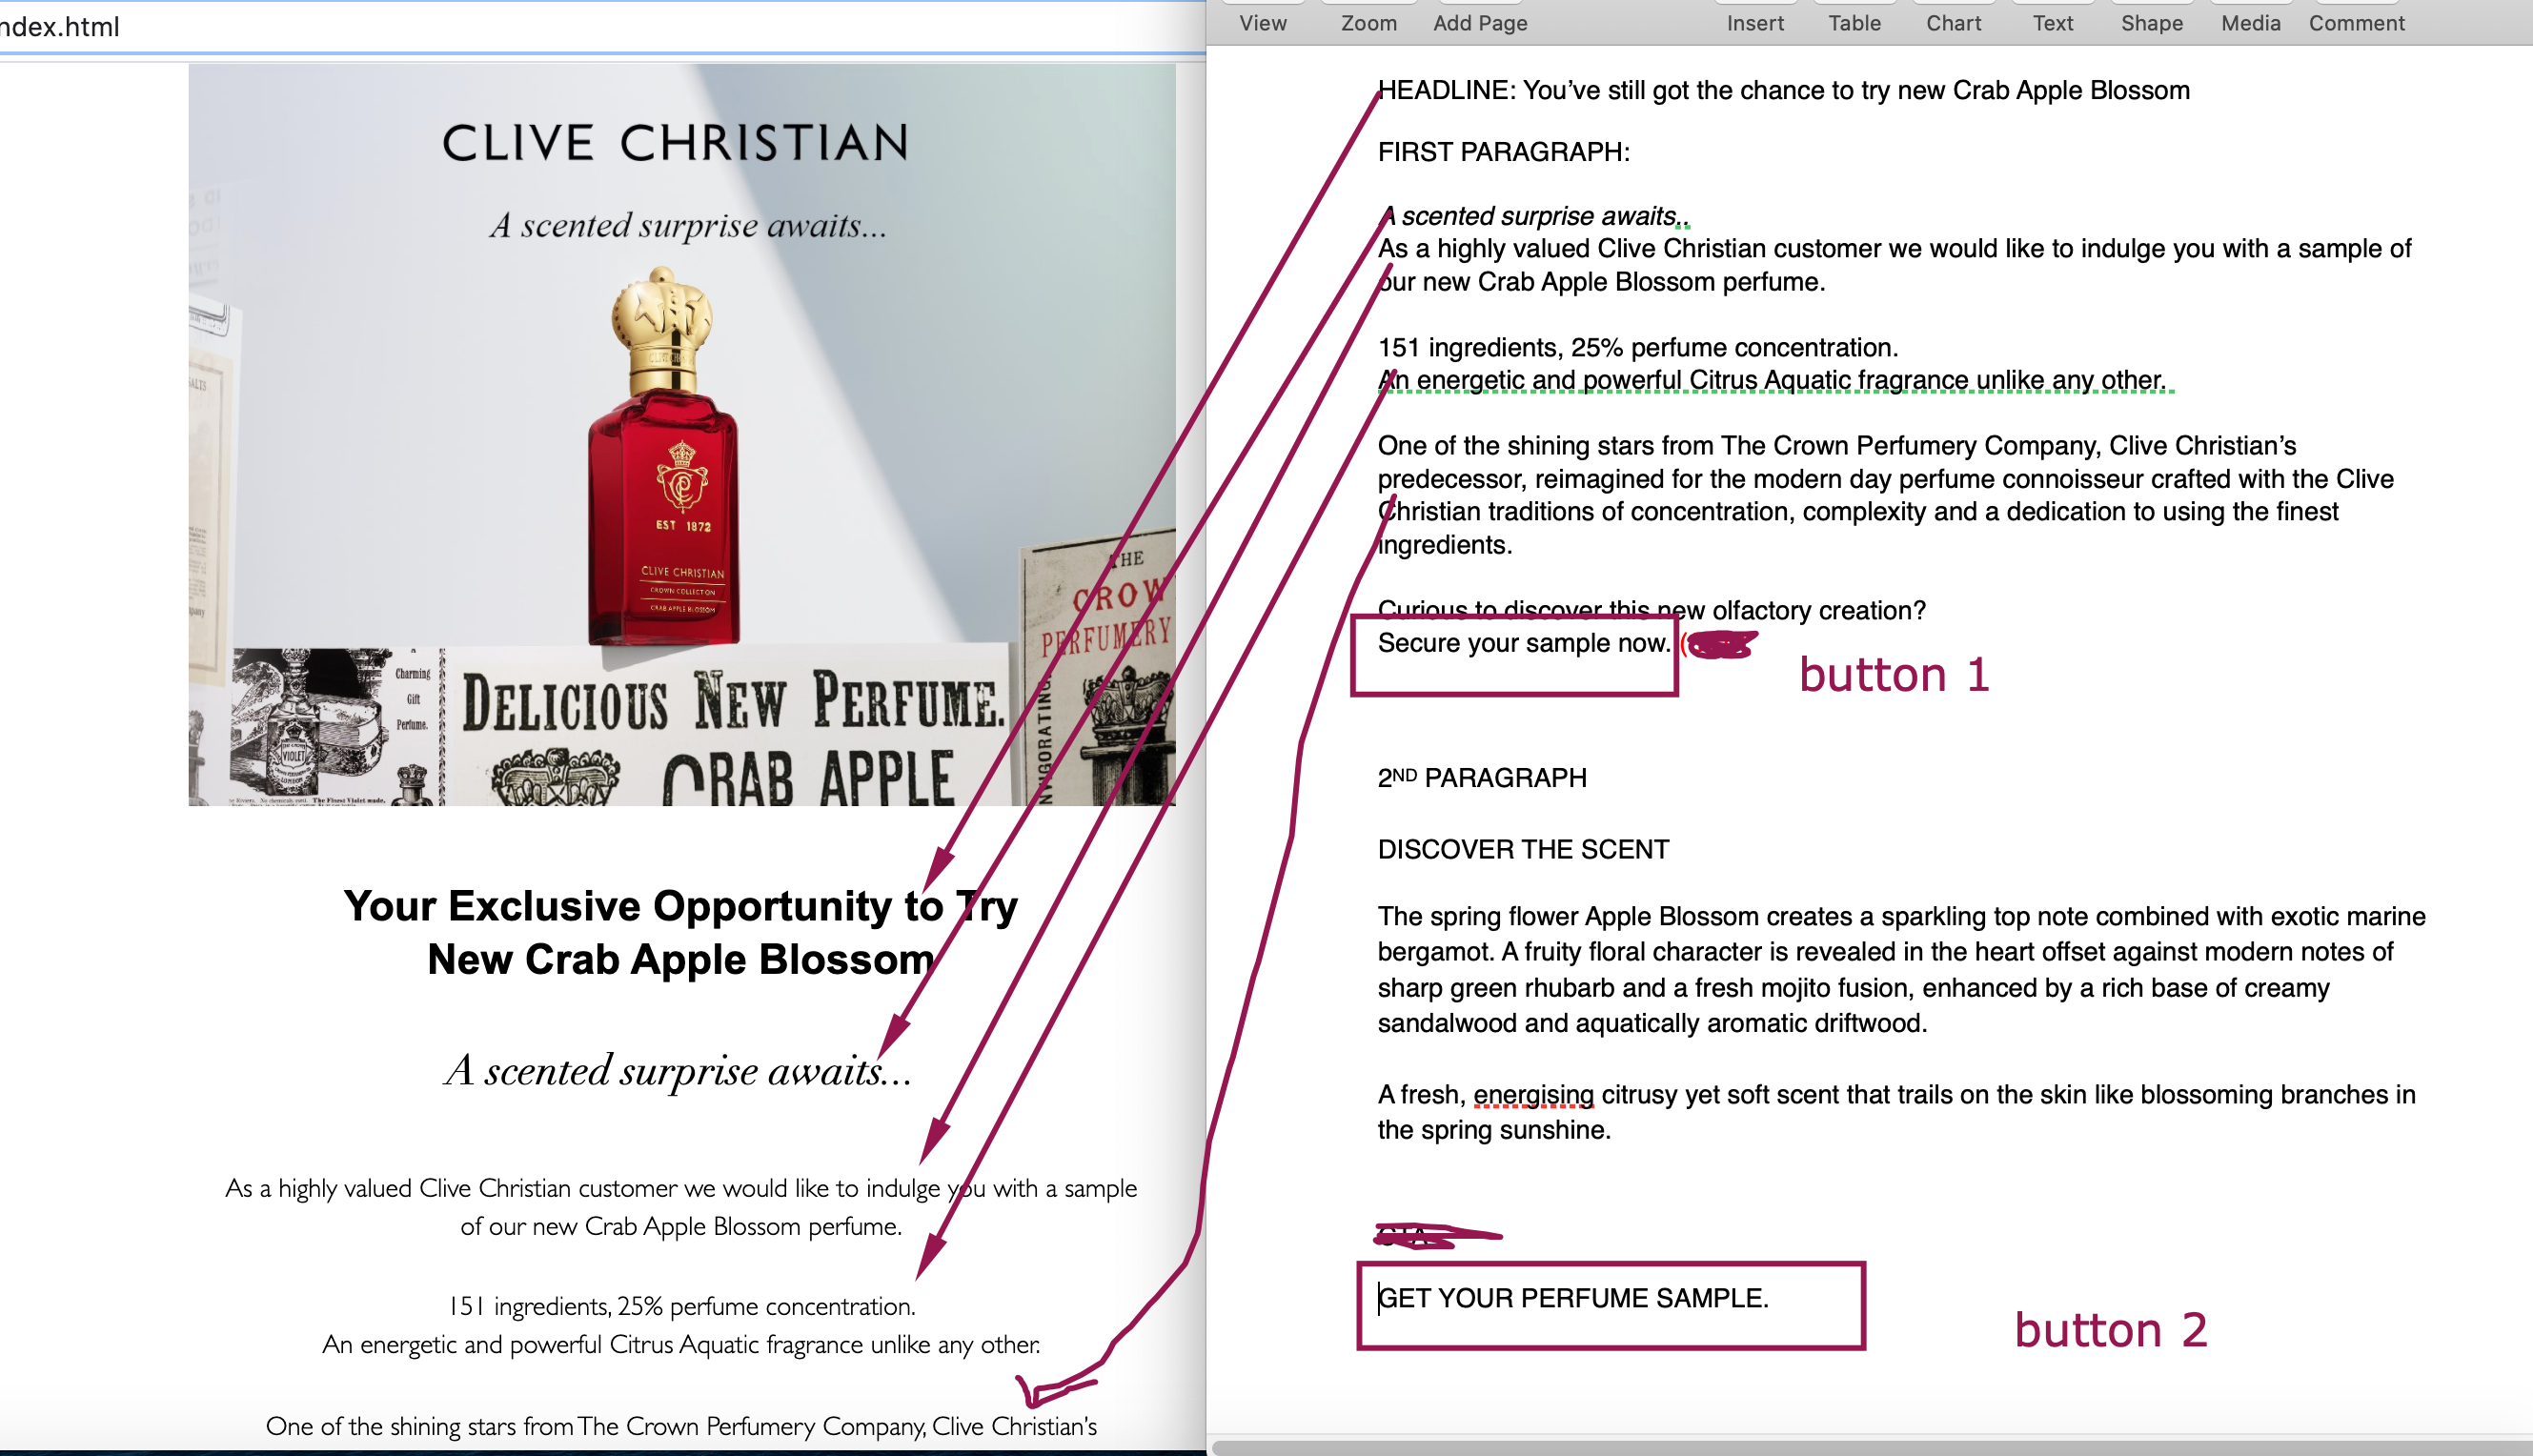 ndex.html
CLIVE CHRISTIAN
A scented surprise awaits...
EST 1872
CLIVE CHRISTIAN
CROWN COLLECTION
CRAB APPLE BLOSSOM
THE
CROW
PERFUMERY
NVIGORATING.
A
Charming
Gift
Perfume.
VIOLET
DELICIOUS NEW PERFUME.
CRAB APPLE
Your Exclusive Opportunity to Try
New Crab Apple Blossom
A scented surprise awaits...
As a highly valued Clive Christian customer we would like to indulge you with a sample
of our new Crab Apple Blossom perfume.
151 ingredients, 25% perfume concentration.
An energetic and powerful Citrus Aquatic fragrance unlike any other.
One of the shining stars from The Crown Perfumery Company, Clive Christian's
View Zoom Add Page Insert Table Chart Text Shape Media Comment
HEADLINE: You've still got the chance to try new Crab Apple Blossom
FIRST PARAGRAPH:
A scented surprise awaits..
As a highly valued Clive Christian customer we would like to indulge you with a sample of
our new Crab Apple Blossom perfume.
151 ingredients, 25% perfume concentration.
An energetic and powerful Citrus Aquatic fragrance unlike any other.
One of the shining stars from The Crown Perfumery Company, Clive Christian's
predecessor, reimagined for the modern day perfume connoisseur crafted with the Clive
Christian traditions of concentration, complexity and a dedication to using the finest
ingredients.
Curious to discover this new olfactory creation?
Secure your sample now. (
button 1
2ND PARAGRAPH
DISCOVER THE SCENT
The spring flower Apple Blossom creates a sparkling top note combined with exotic marine
bergamot. A fruity floral character is revealed in the heart offset against modern notes of
sharp green rhubarb and a fresh mojito fusion, enhanced by a rich base of creamy
sandalwood and aquatically aromatic driftwood.
A fresh, energising citrusy yet soft scent that trails on the skin like blossoming branches in
the spring sunshine.
GET YOUR PERFUME SAMPLE.
button 2